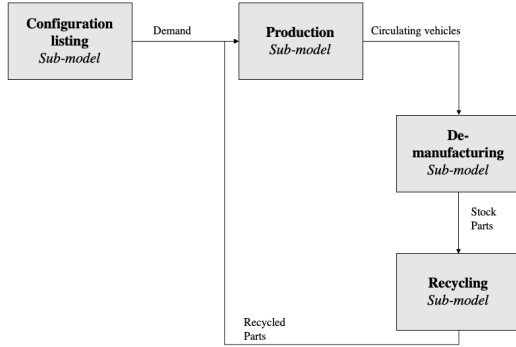 Configuration
listing
Sub-model
Demand
Production
Sub-model
Circulating vehicles
De-
manufacturing
Sub-model
Stock
Parts
Recycling
Sub-model
Recycled
Parts